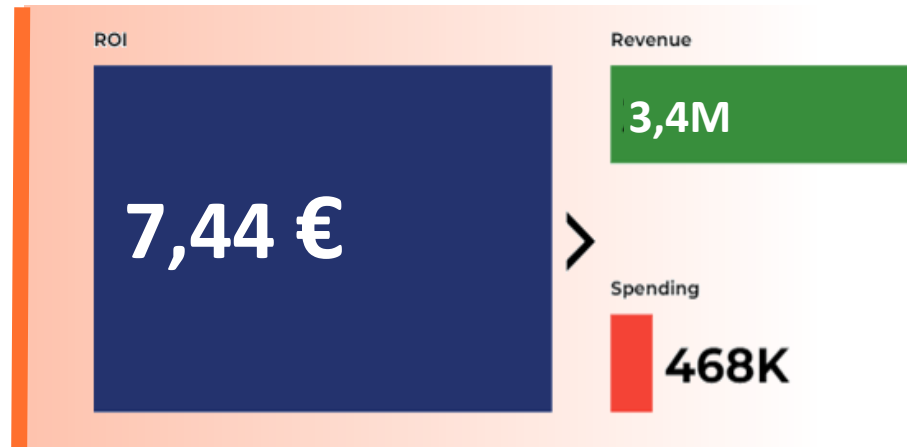 ROI
7,44 €
Revenue
3,4M
Spending
468K